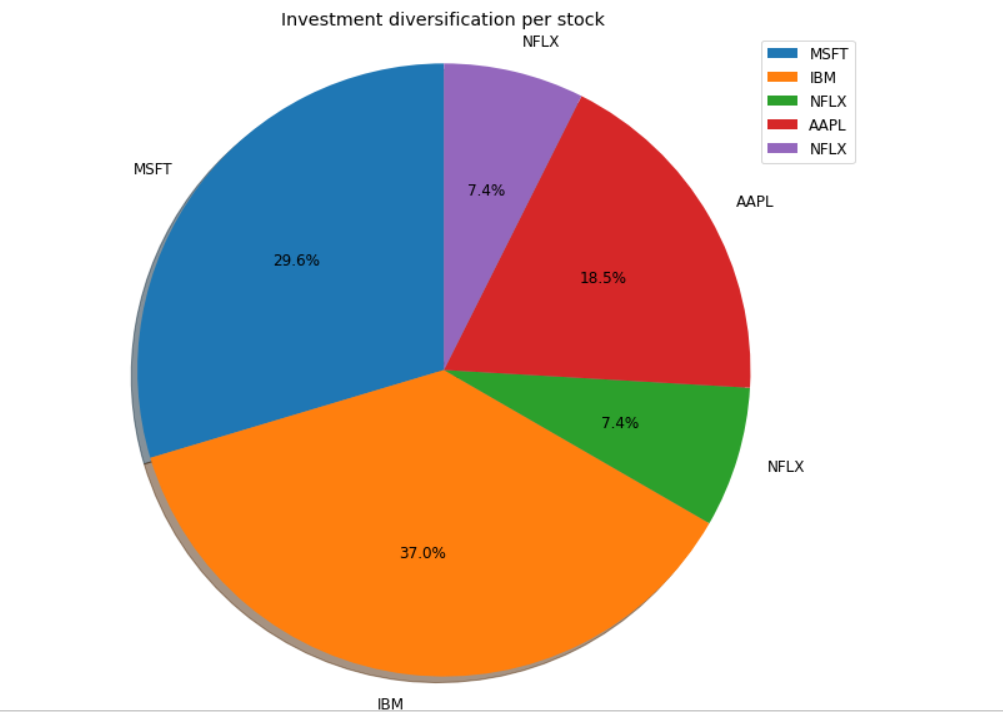 Investment diversification per stock
NFLX
MSFT
IBM
NFLX
AAPL
NFLX
MSFT
AAPL
7.4%
29.6%
18.5%
7.4%
NFLX
37.0%
IBM